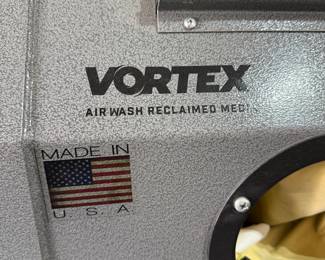 VORTEX
AIR WASH RECLAIMED
MADE IN
U.S.A